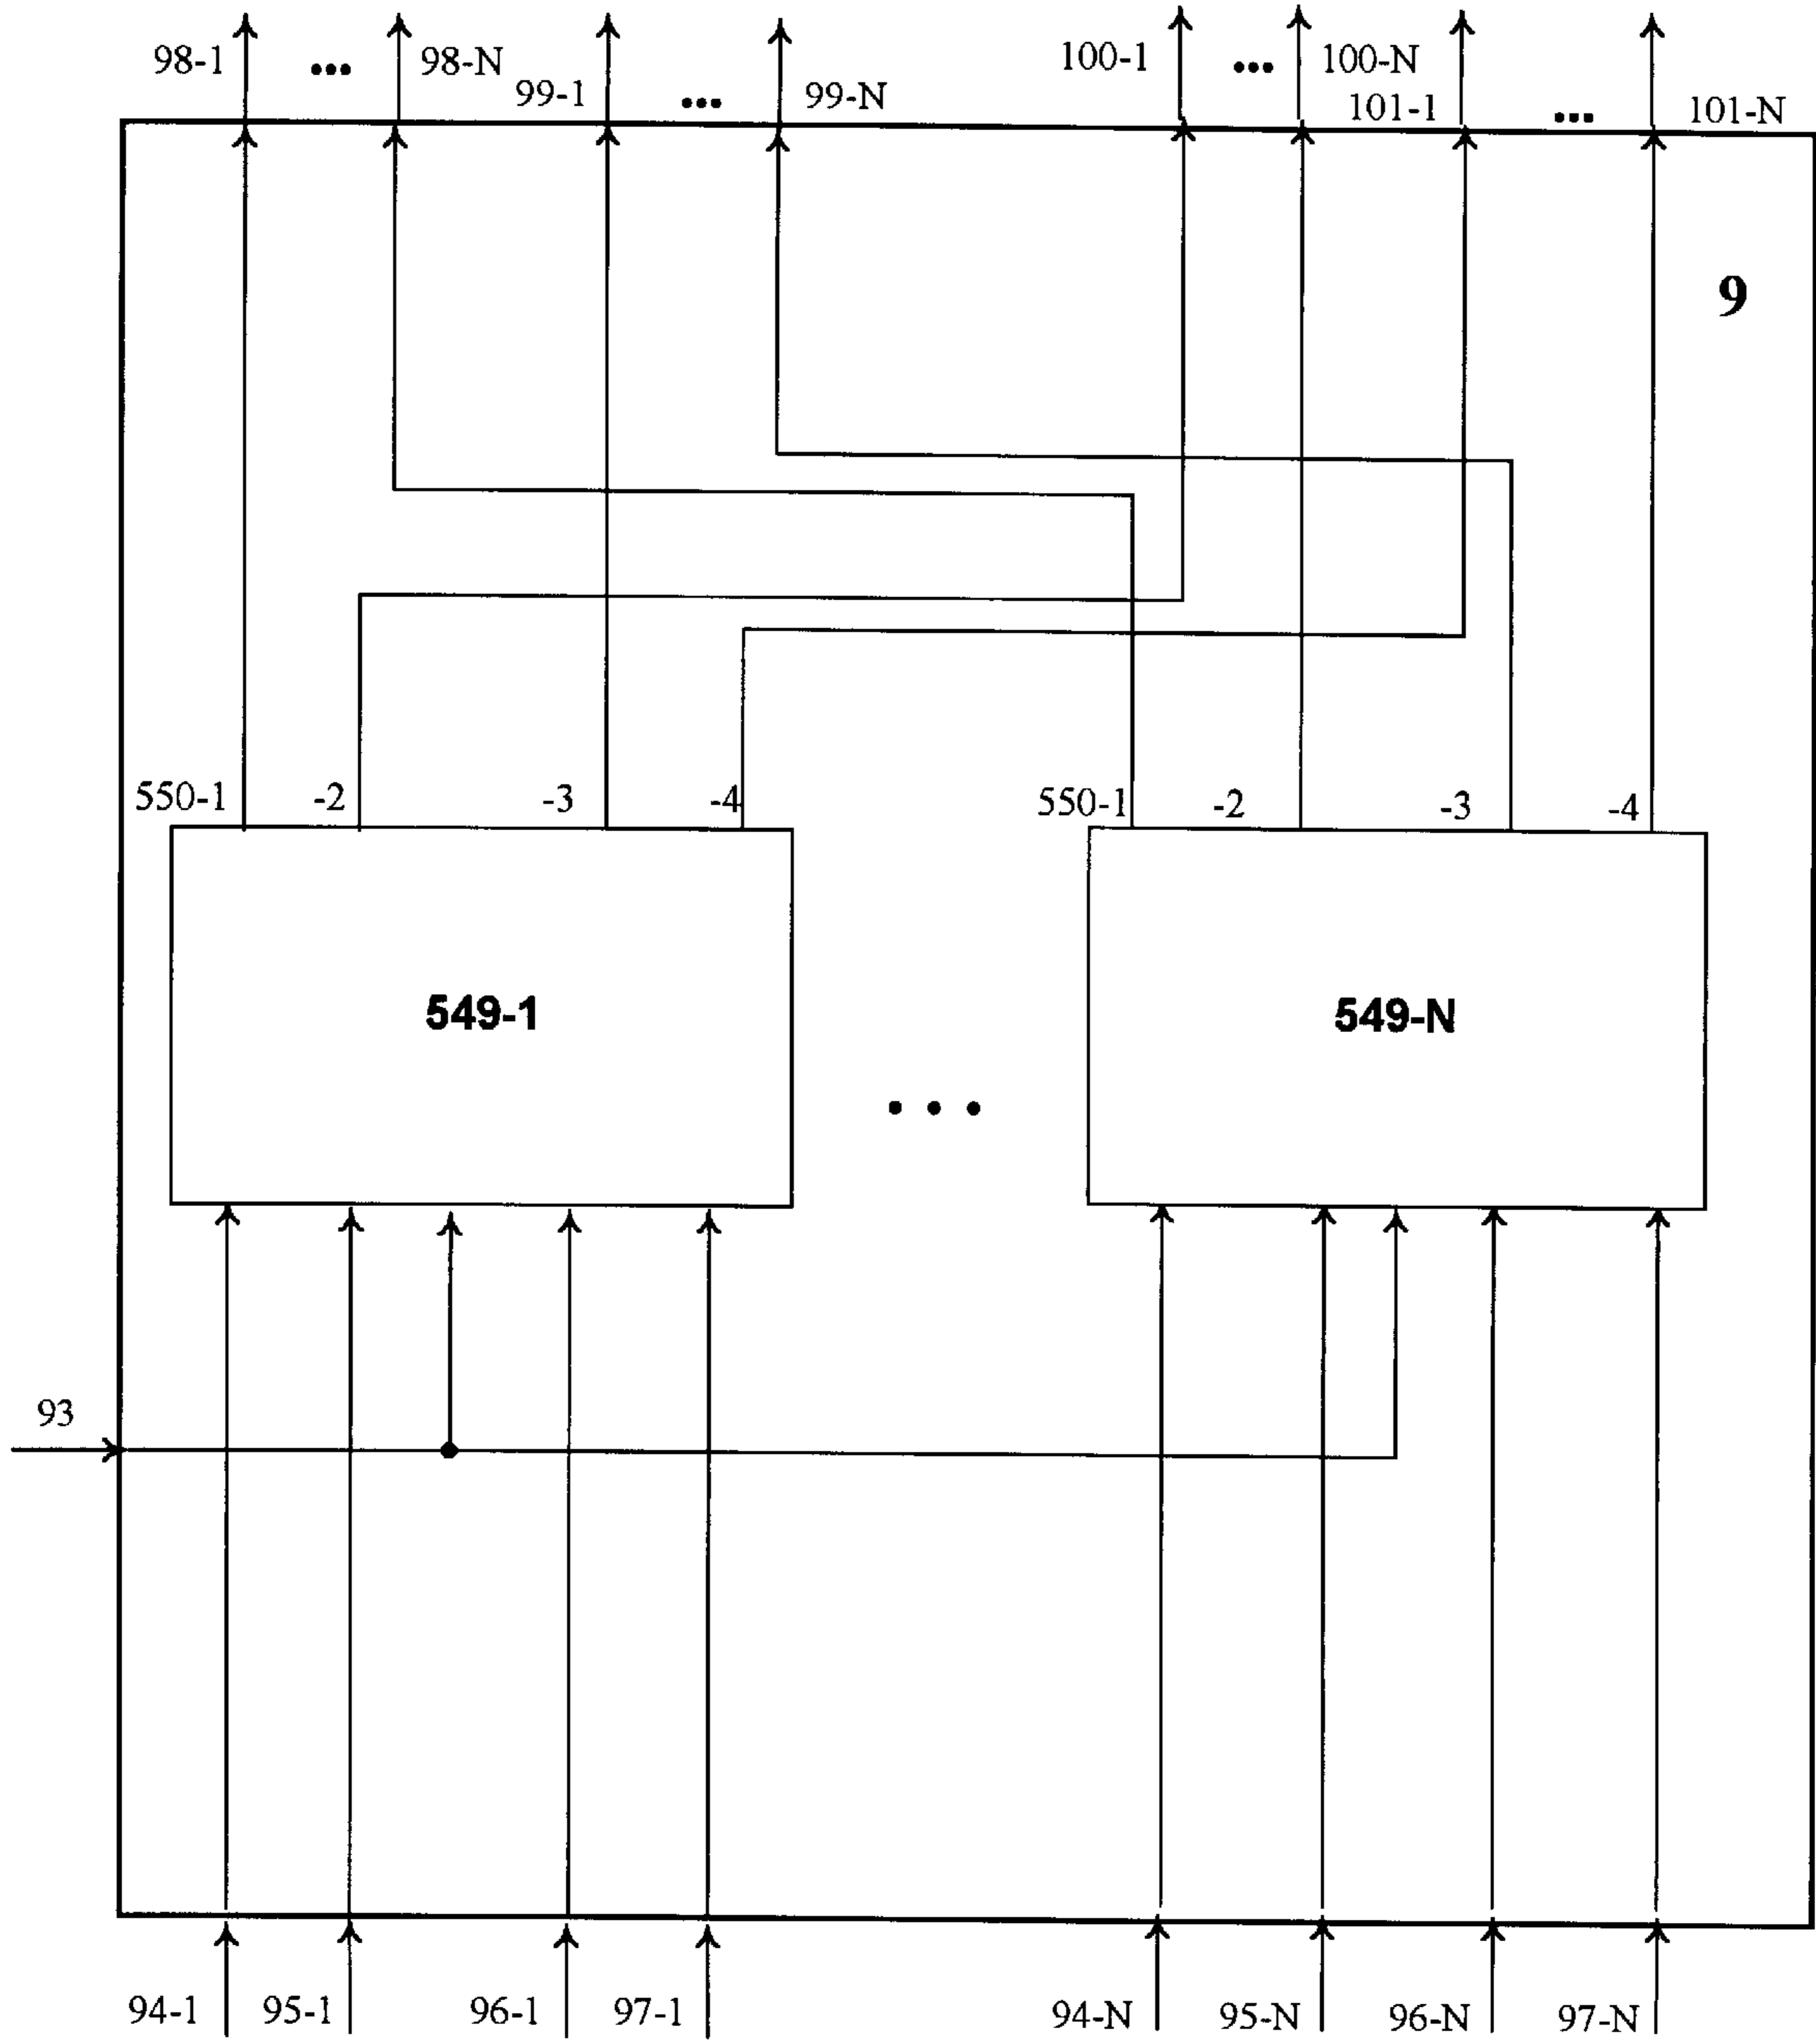 98-1 ... 98-N 99-1 ... 99-N 100-1 ... 100-N 101-1 ... 101-N
9
550-1 -2 -3 -4 550-1 -2 -3 -4
549-1 ... 549-N
93
94-1 95-1 96-1 97-1 94-N 95-N 96-N 97-N